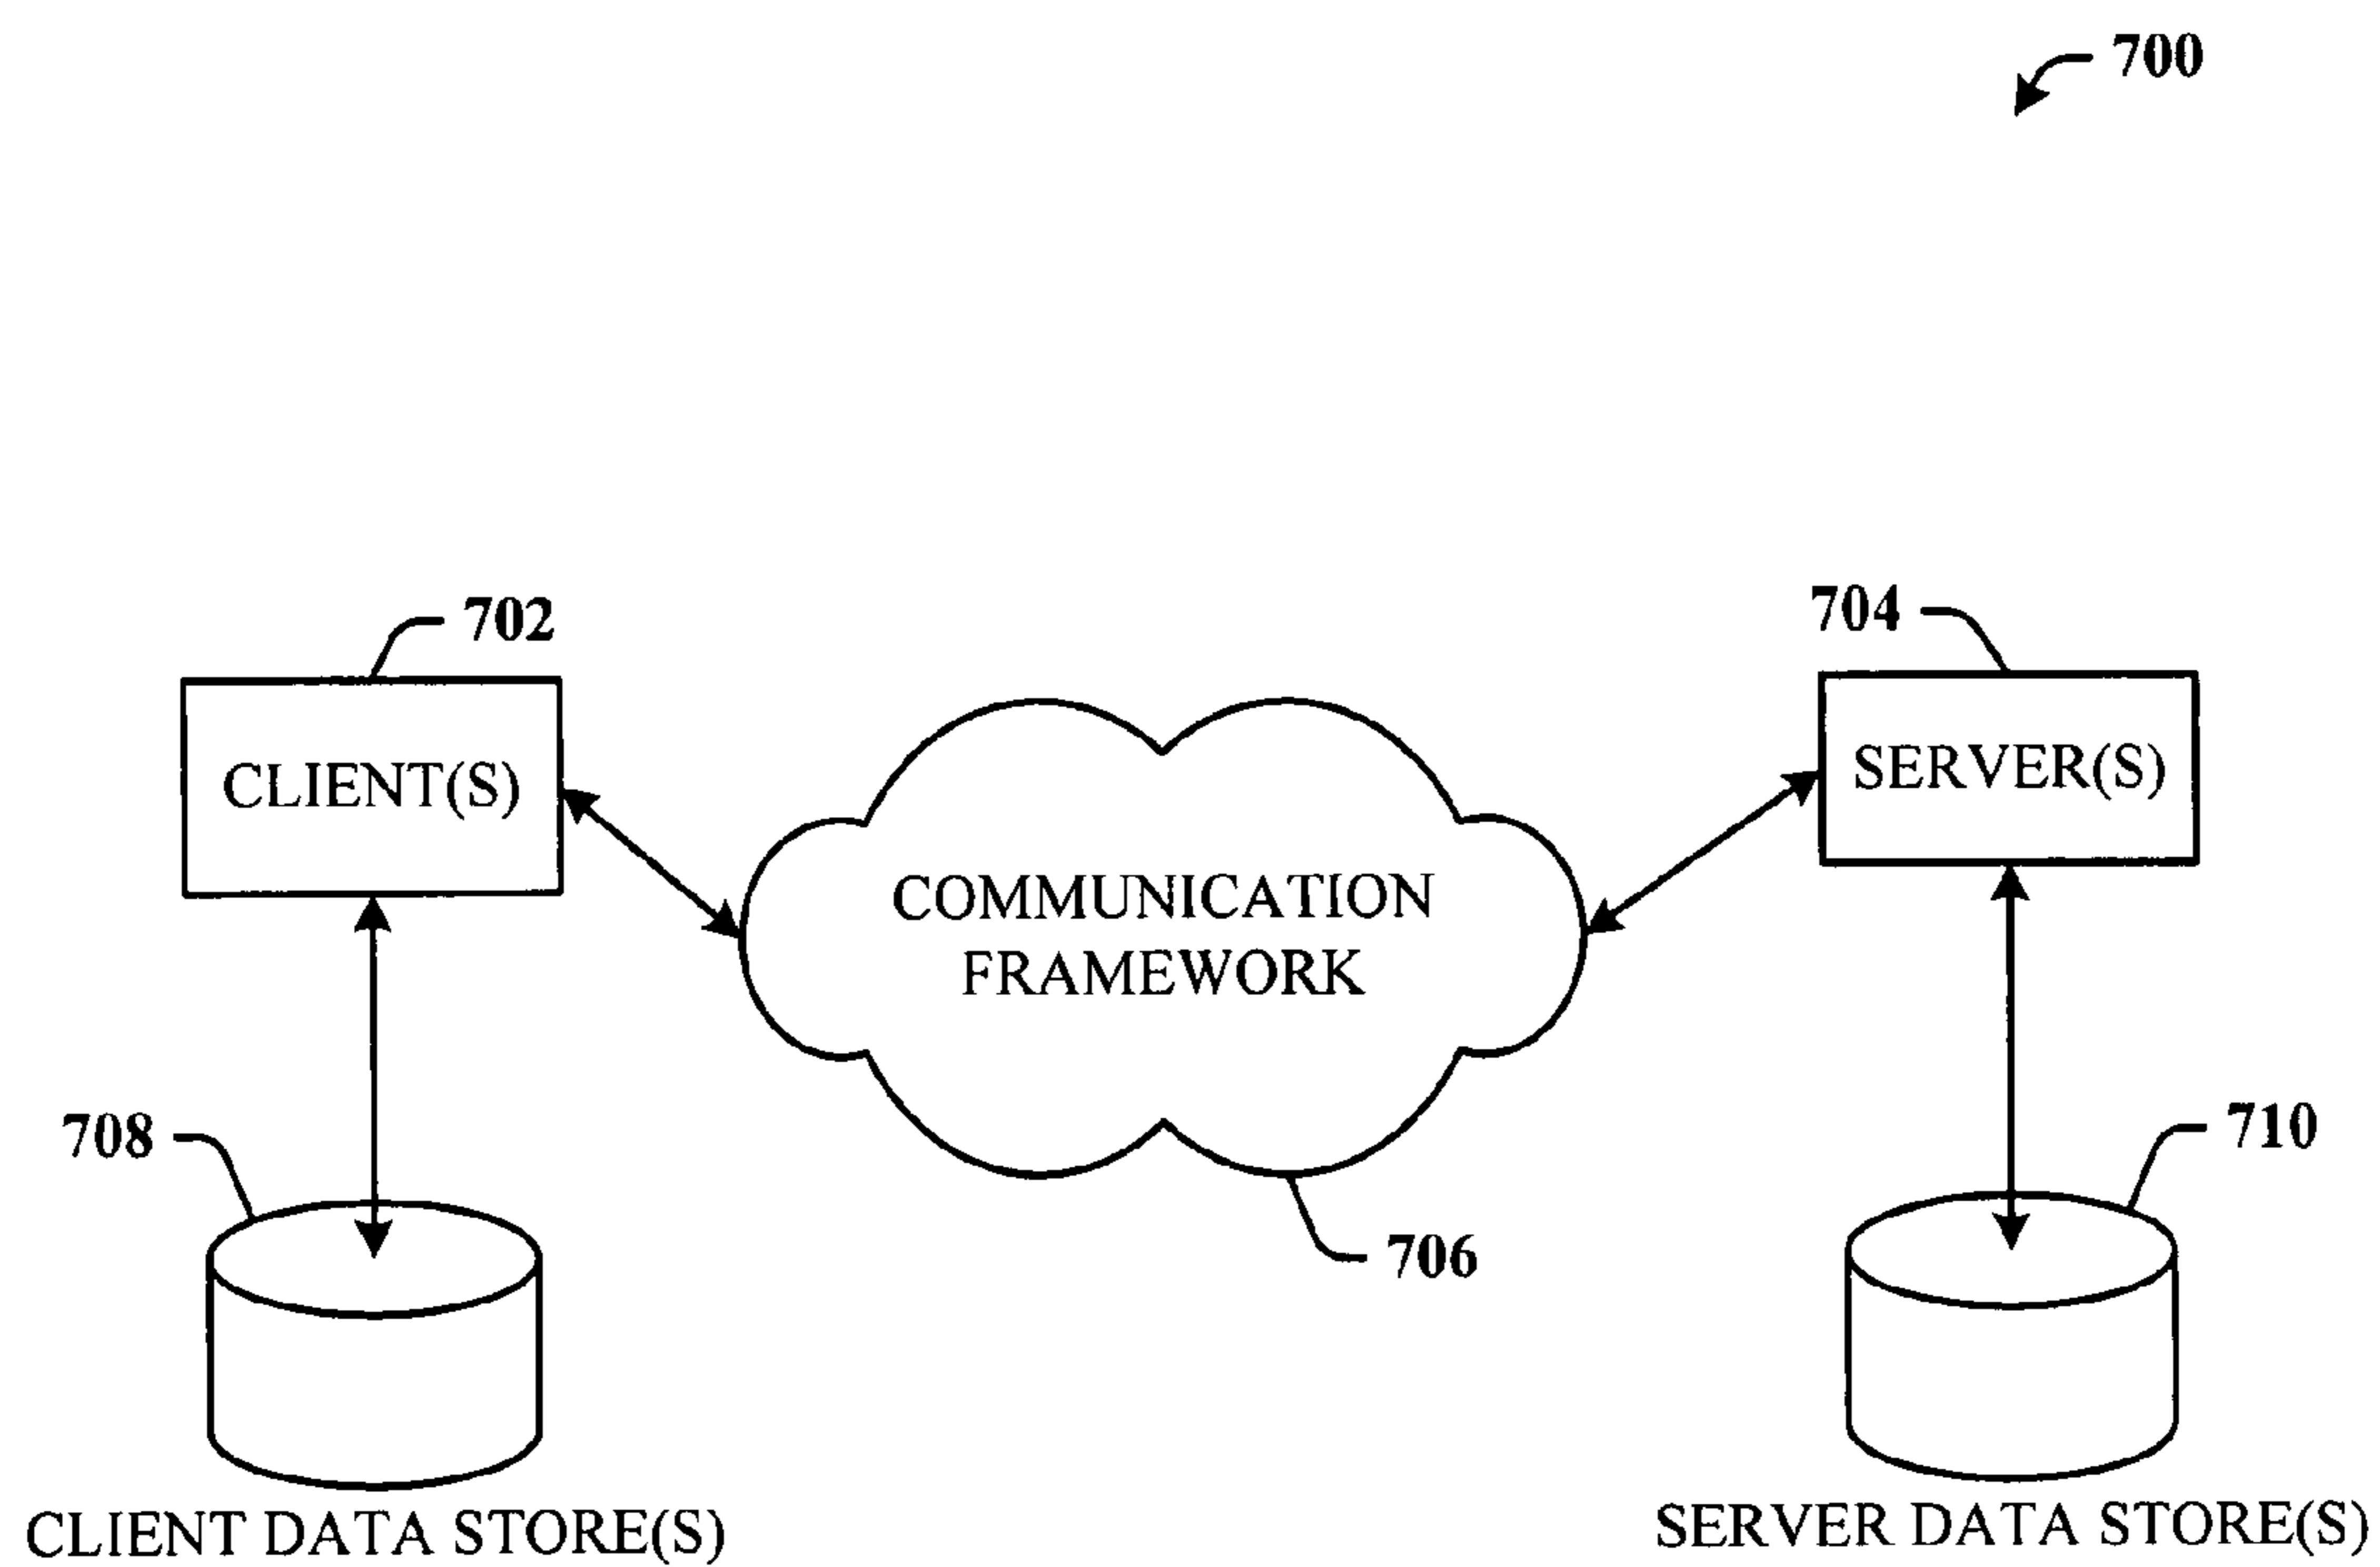 700
702
704
CLIENT(S)
SERVER(S)
COMMUNICATION
FRAMEWORK
708
710
706
CLIENT DATA STORE(S)
SERVER DATA STORE(S)